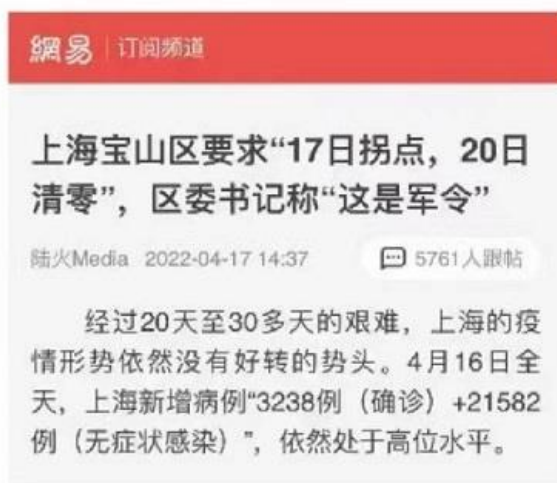 網易 | 订阅频道
上海宝山区要求“17日拐点，20日
清零”，区委书记称“这是军令”
陆火Media 2022-04-17 14:37 5761人跟帖
经过20天至30多天的艰难，上海的疫
情形势依然没有好转的势头。4月16日全
天，上海新增病例“3238例（确诊）+21582
例（无症状感染）”，依然处于高位水平。